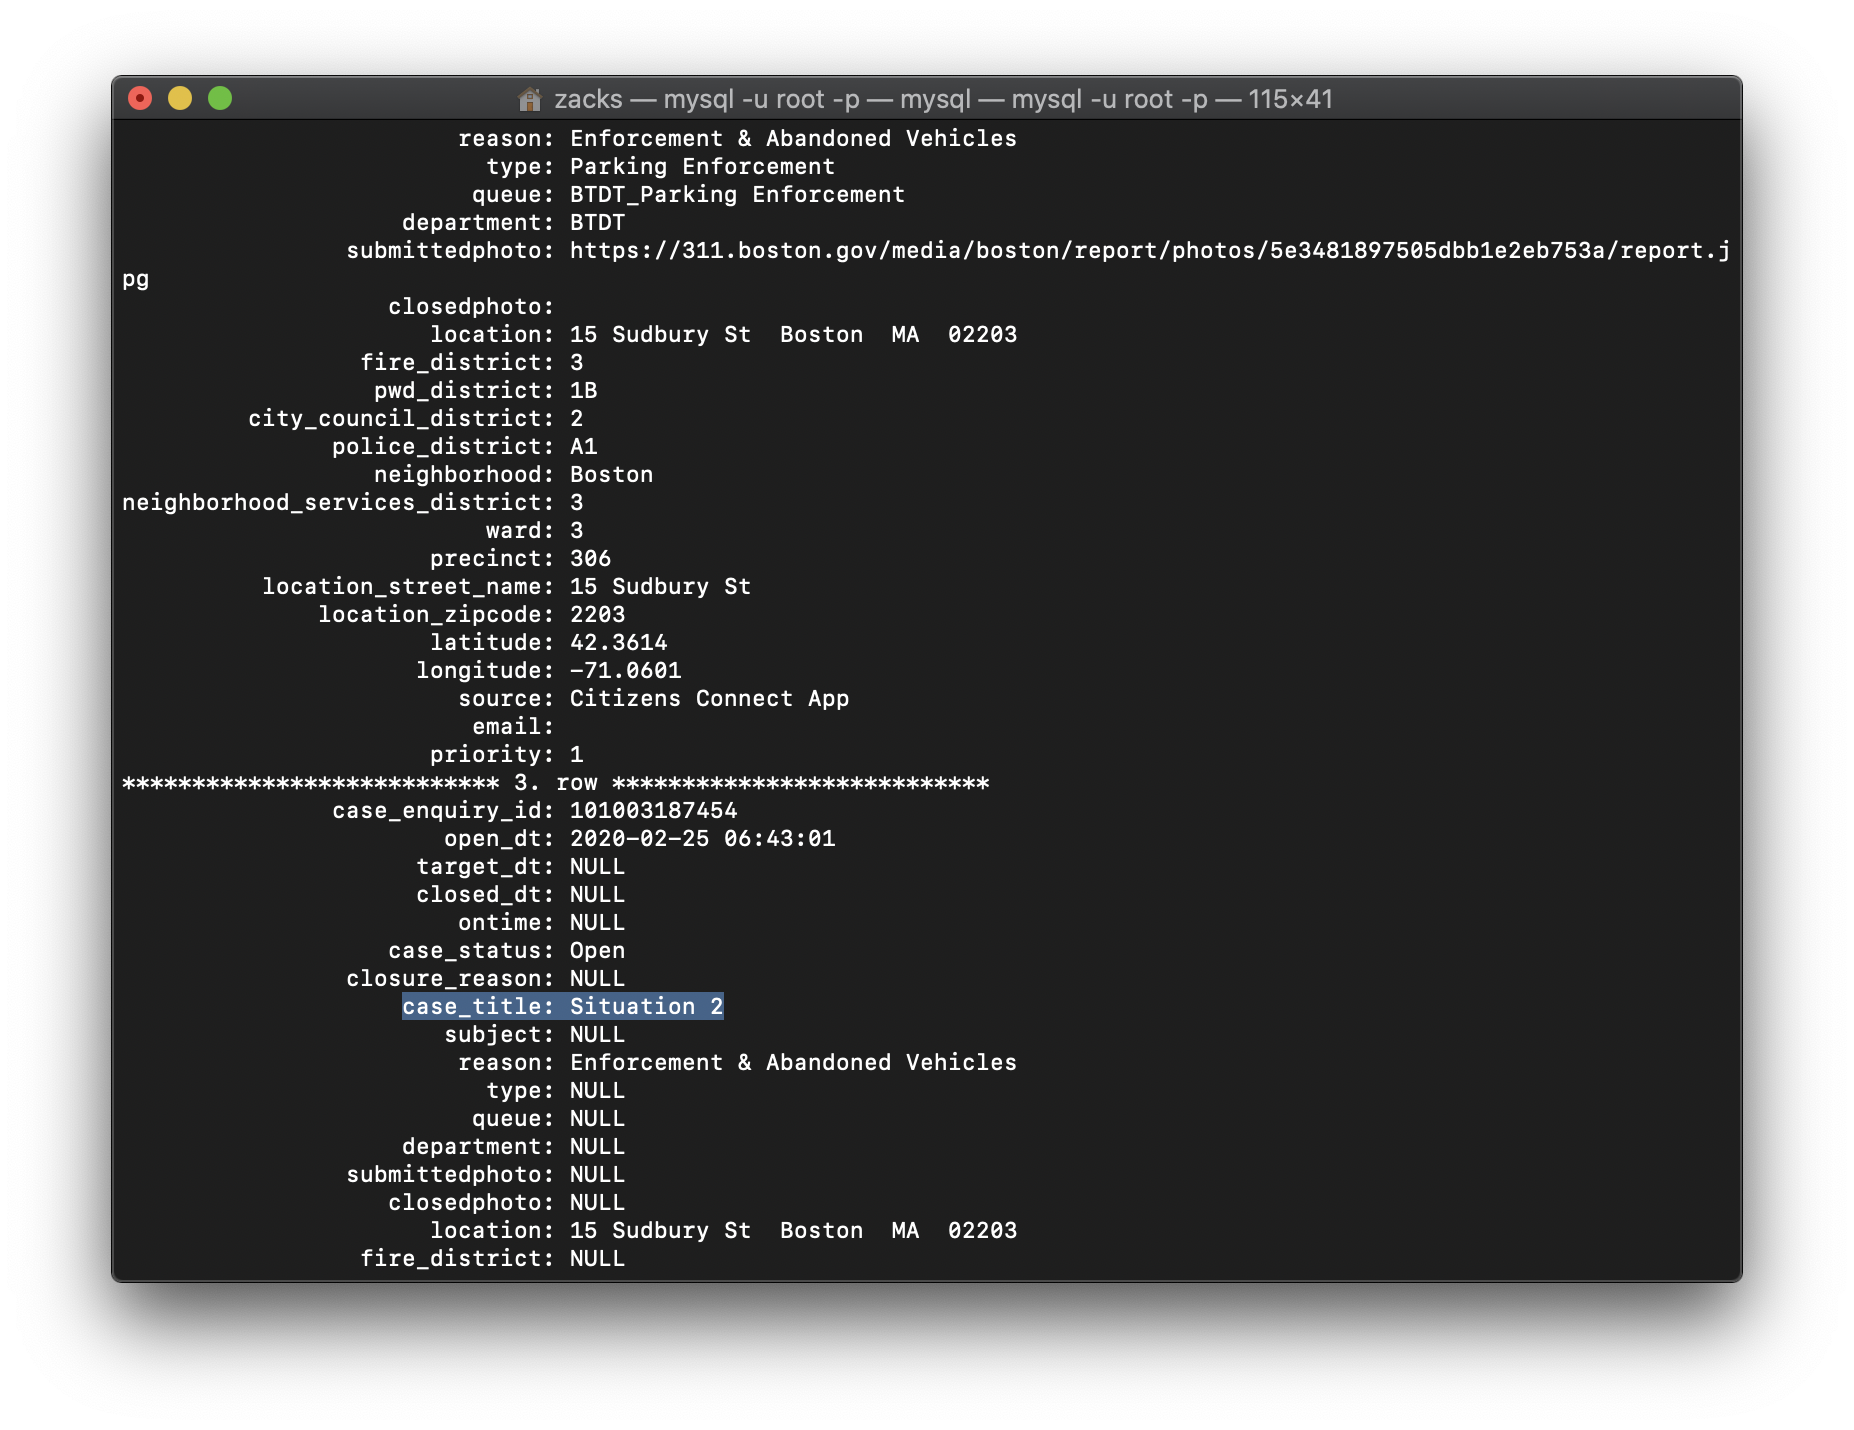 zacks — mysql -u root -p — mysql — mysql -u root -p — 115×41
reason: Enforcement & Abandoned Vehicles
type: Parking Enforcement
queue: BTDT_Parking Enforcement
department: BTDT
submittedphoto: https://311.boston.gov/media/boston/report/photos/5e3481897505dbb1e2eb753a/report.j
pg
closedphoto:
location: 15 Sudbury St  Boston  MA  02203
fire_district: 3
pwd_district: 1B
city_council_district: 2
police_district: A1
neighborhood: Boston
neighborhood_services_district: 3
ward: 3
precinct: 306
location_street_name: 15 Sudbury St
location_zipcode: 2203
latitude: 42.3614
longitude: -71.0601
source: Citizens Connect App
email:
priority: 1
*************************** 3. row ***************************
case_enquiry_id: 101003187454
open_dt: 2020-02-25 06:43:01
target_dt: NULL
closed_dt: NULL
ontime: NULL
case_status: Open
closure_reason: NULL
case_title: Situation 2
subject: NULL
reason: Enforcement & Abandoned Vehicles
type: NULL
queue: NULL
department: NULL
submittedphoto: NULL
closedphoto: NULL
location: 15 Sudbury St  Boston  MA  02203
fire_district: NULL